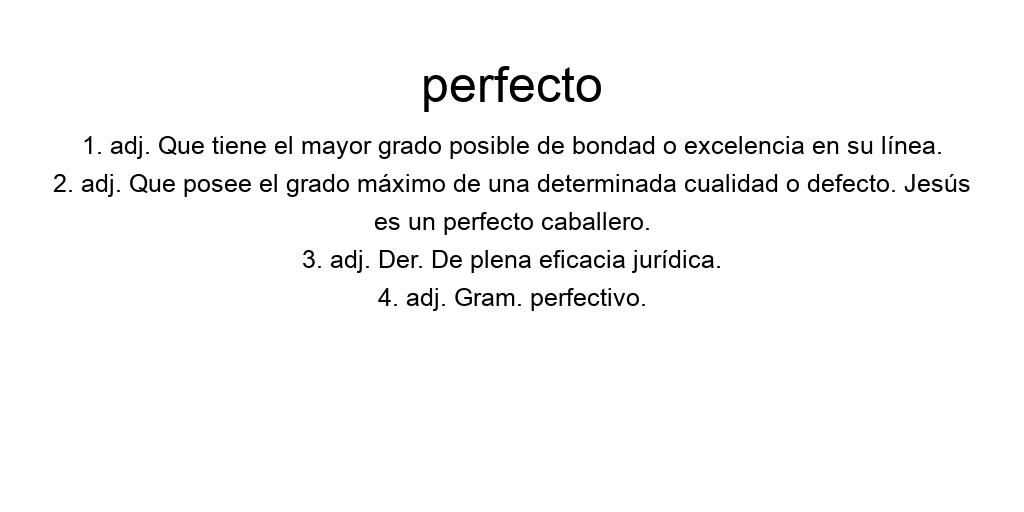 perfecto
1. adj. Que tiene el mayor grado posible de bondad o excelencia en su línea.
2. adj. Que posee el grado máximo de una determinada cualidad o defecto. Jesús
es un perfecto caballero.
3. adj. Der. De plena eficacia jurídica.
4. adj. Gram. perfectivo.